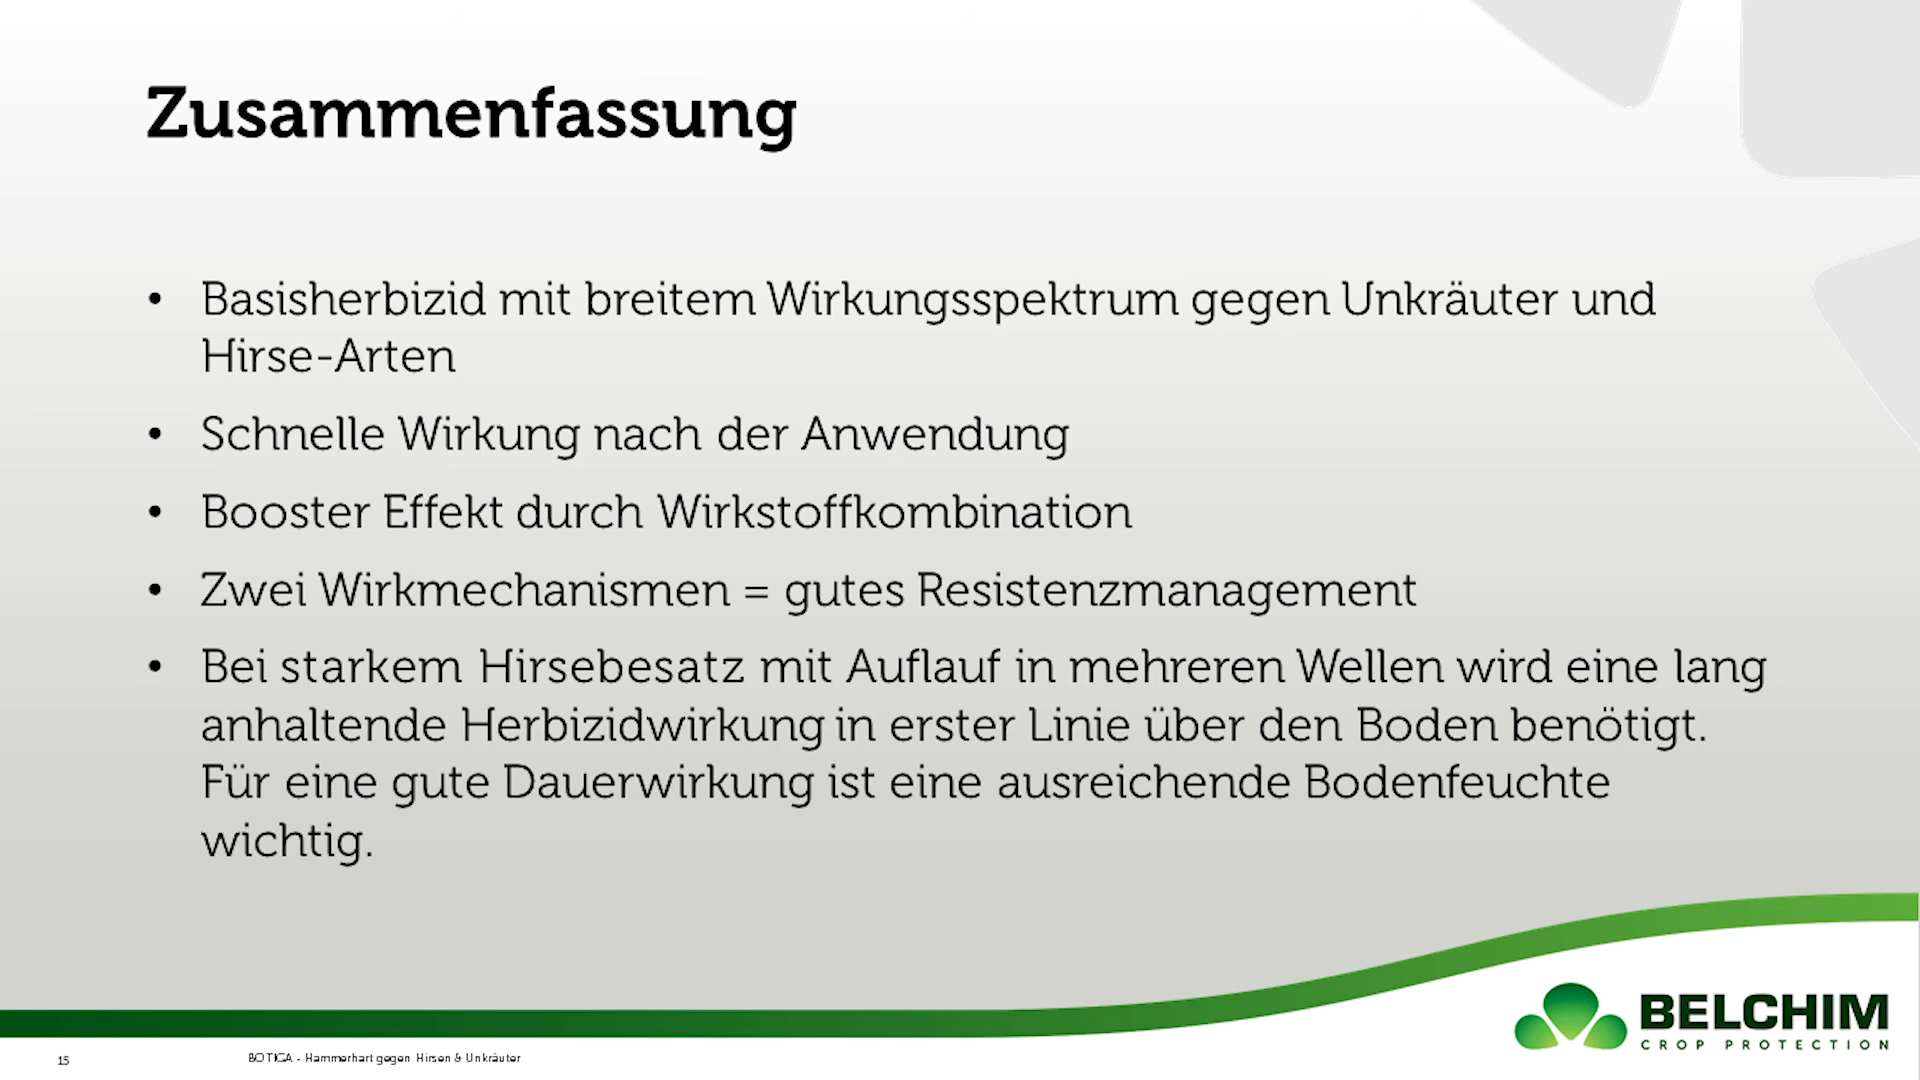 Zusammenfassung
• Basisherbizid mit breitem Wirkungsspektrum gegen Unkräuter und
Hirse-Arten
• Schnelle Wirkung nach der Anwendung
• Booster Effekt durch Wirkstoffkombination
• Zwei Wirkmechanismen = gutes Resistenzmanagement
• Bei starkem Hirsebesatz mit Auflauf in mehreren Wellen wird eine lang
anhaltende Herbizidwirkung in erster Linie über den Boden benötigt.
Für eine gute Dauerwirkung ist eine ausreichende Bodenfeuchte
wichtig.
BELCHIM
CROP PROTECTION
15
BOTIGA - Hammerhart gegen Hirsen & Unkräuter